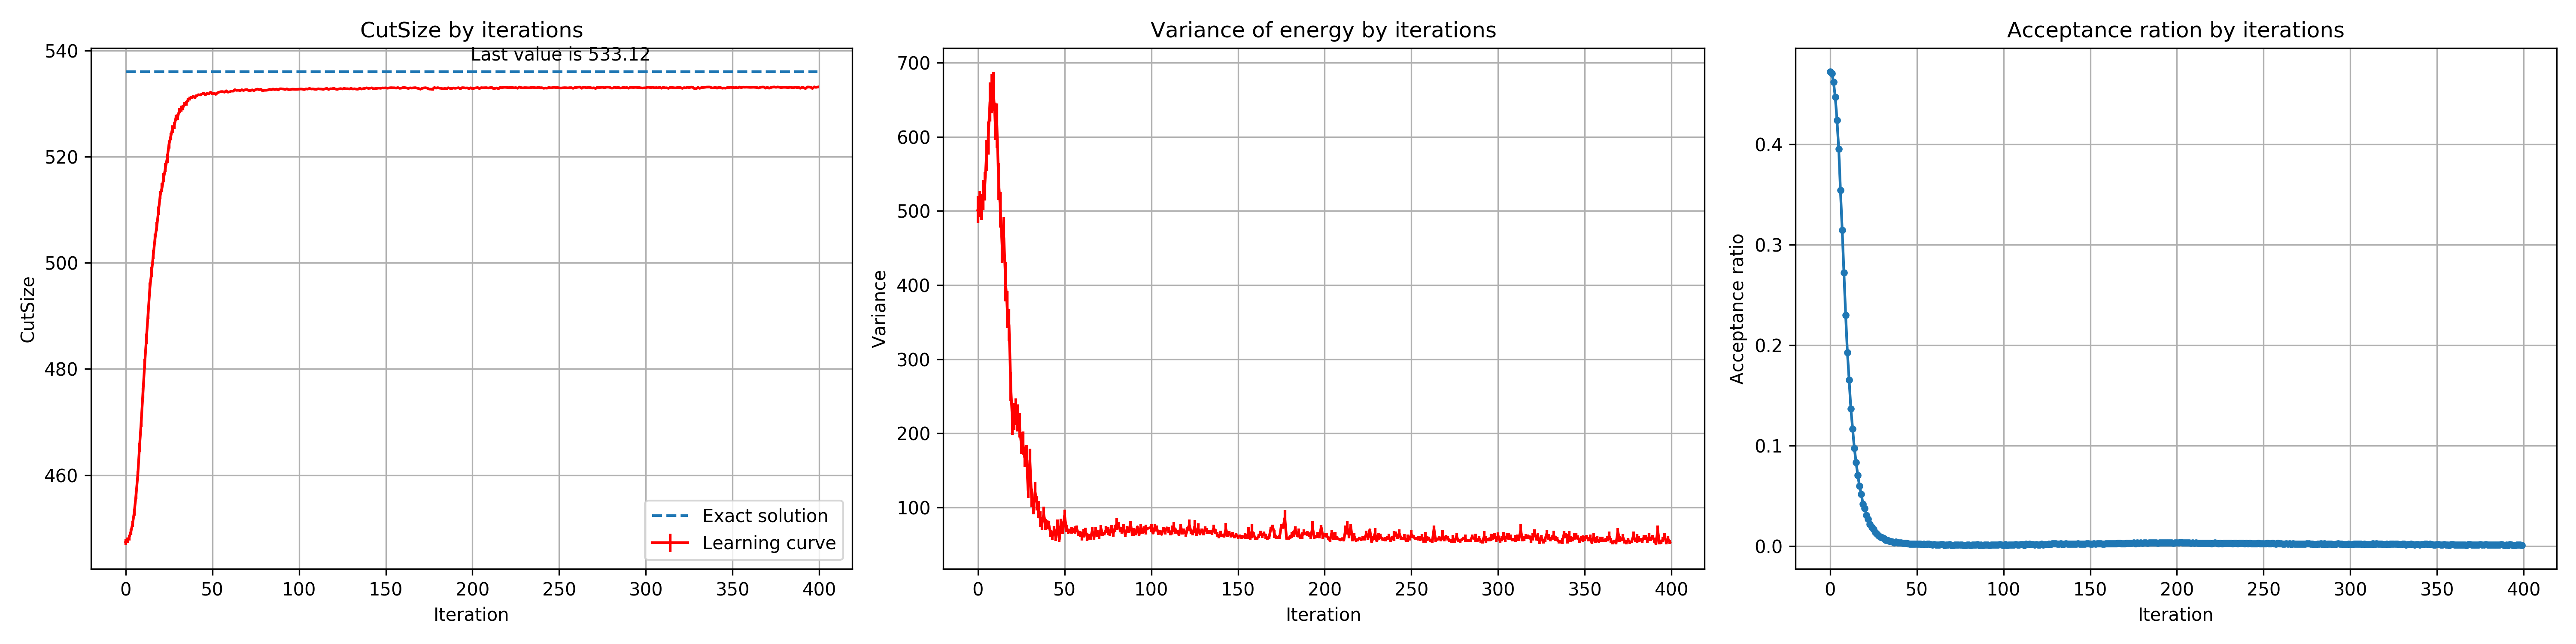 CutSize by iterations
Last value is 533.12
540
520
500
480
460
CutSize
Exact solution
Learning curve
0 50 100 150 200 250 300 350 400
Iteration
Variance of energy by iterations
700
600
500
400
300
200
100
Variance
0 50 100 150 200 250 300 350 400
Iteration
Acceptance ration by iterations
0.4
0.3
0.2
0.1
0.0
Acceptance ratio
0 50 100 150 200 250 300 350 400
Iteration